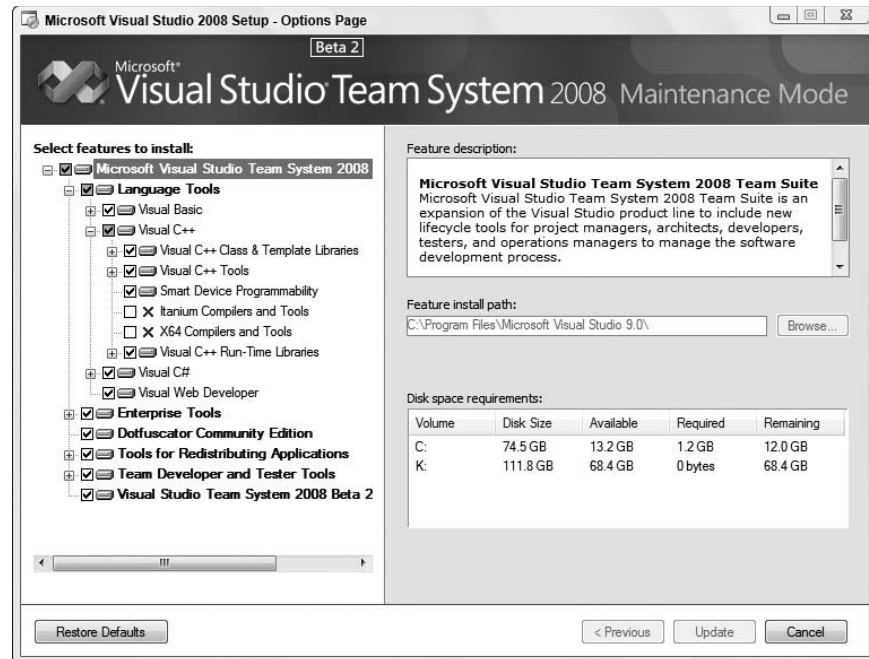 Microsoft Visual Studio 2008 Setup - Options Page
Beta 2
Microsoft®
Visual Studio Team System 2008 Maintenance Mode
Select features to install:
Microsoft Visual Studio Team System 2008
Language Tools
Visual Basic
Visual C++
Visual C++ Class & Template Libraries
Visual C++ Tools
Smart Device Programmability
Itanium Compilers and Tools
X64 Compilers and Tools
Visual C++ Run-Time Libraries
Visual C#
Visual Web Developer
Enterprise Tools
Dotfuscator Community Edition
Tools for Redistributing Applications
Team Developer and Tester Tools
Visual Studio Team System 2008 Beta 2
Feature description:
Microsoft Visual Studio Team System 2008 Team Suite
Microsoft Visual Studio Team System 2008 Team Suite is an
expansion of the Visual Studio product line to include new
lifecycle tools for project managers, architects, developers,
testers, and operations managers to manage the software
development process.
Feature install path:
C:\Program Files\Microsoft Visual Studio 9.0\
Browse...
Disk space requirements:
Volume Disk Size Available Required Remaining
C: 74.5 GB 13.2 GB 1.2 GB 12.0 GB
K: 111.8 GB 68.4 GB 0 bytes 68.4 GB
Restore Defaults
< Previous
Update
Cancel